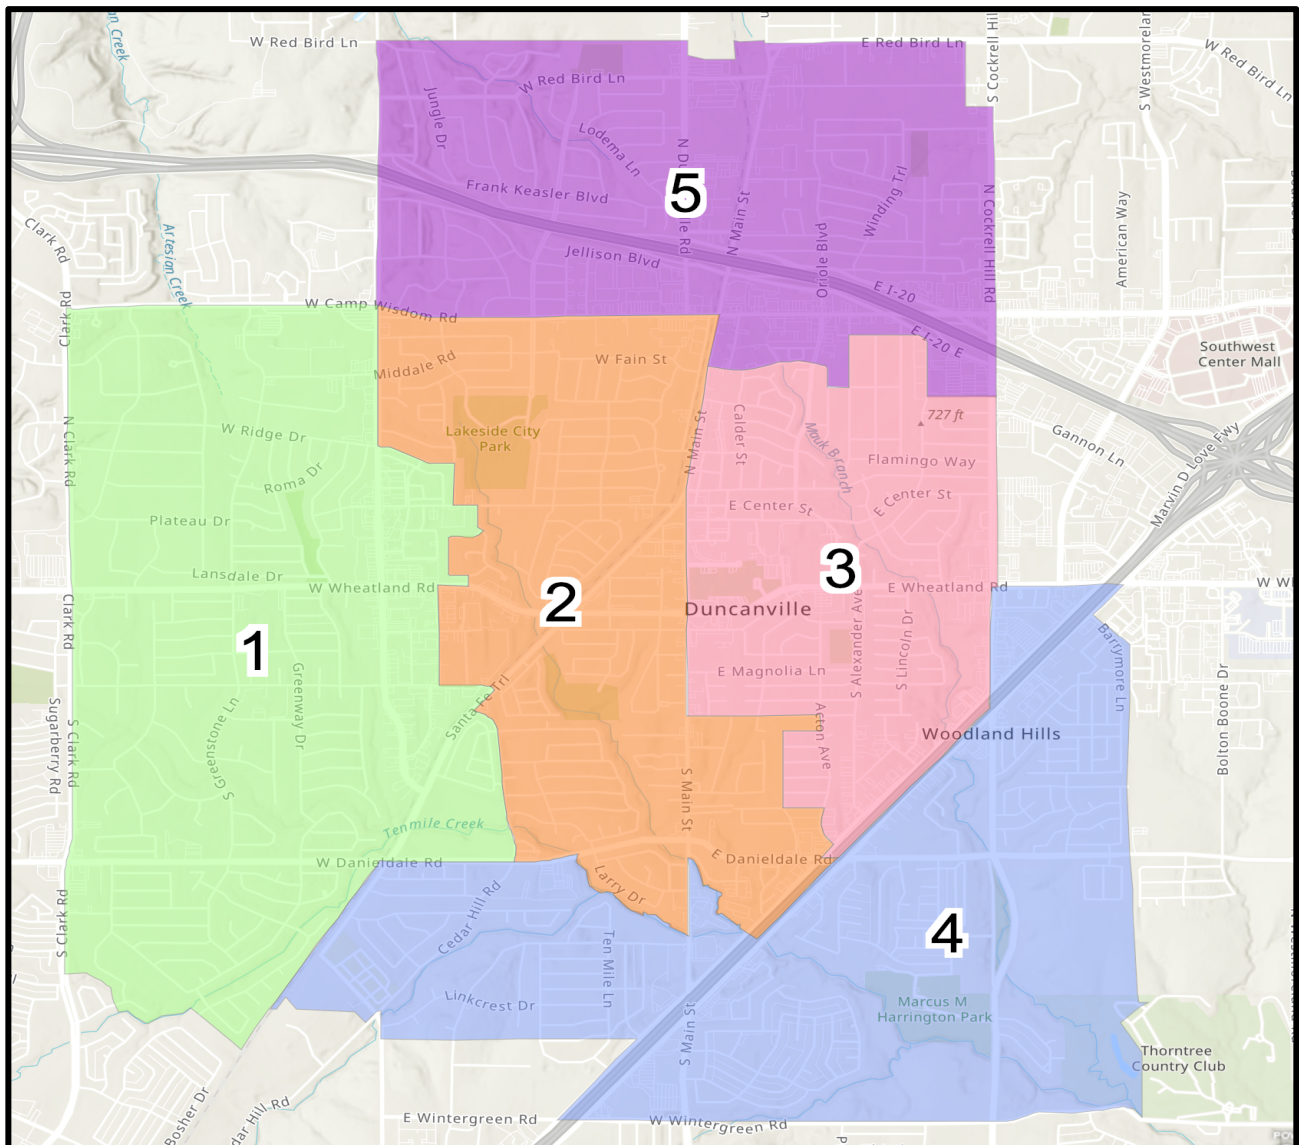 W Red Bird Ln
E Red Bird Ln
S Cockrell Hil
S Westmorelan
W Red Bird Ln
W Red Bird Ln
Jungle Dr
Lodema Ln
Frank Keasler Blvd
5
N Main St
Winding Trl
Oriole Blvd
N Cockrell Hill Rd
American Way
Jellison Blvd
Clark Rd
Artesian Creek
E I-20
E I-20 E
W Camp Wisdom Rd
Clark Rd
Southwest
Center Mall
Middale Rd
W Fain St
727 ft
Lakeside City
Park
N Main St
Calder St
Mauk Branch
Flamingo Way
Gannon Ln
Marvin D Love Fwy
N Clark Rd
W Ridge Dr
Roma Dr
E Center St
E Center St
Plateau Dr
Lansdale Dr
W Wheatland Rd
3
E Wheatland Rd
2
Duncanville
Clark Rd
1
S Alexander Ave
S Lincoln Dr
E Magnolia Ln
Barrymore Ln
Bolton Boone Dr
Greenway Dr
Santa Fe Trl
S Greenstone Ln
Sugarberry Rd
S Clark Rd
Acton Ave
Woodland Hills
S Main St
Tenmile Creek
W Danieldale Rd
E Danieldale Rd
Larry Dr
S Clark Rd
Cedar Hill Rd
Ten Mile Ln
4
Linkcrest Dr
Marcus M
Harrington Park
S Main St
Thorntree
Country Club
Bosher Dr
dar Hill Rd
E Wintergreen Rd
W Wintergreen Rd